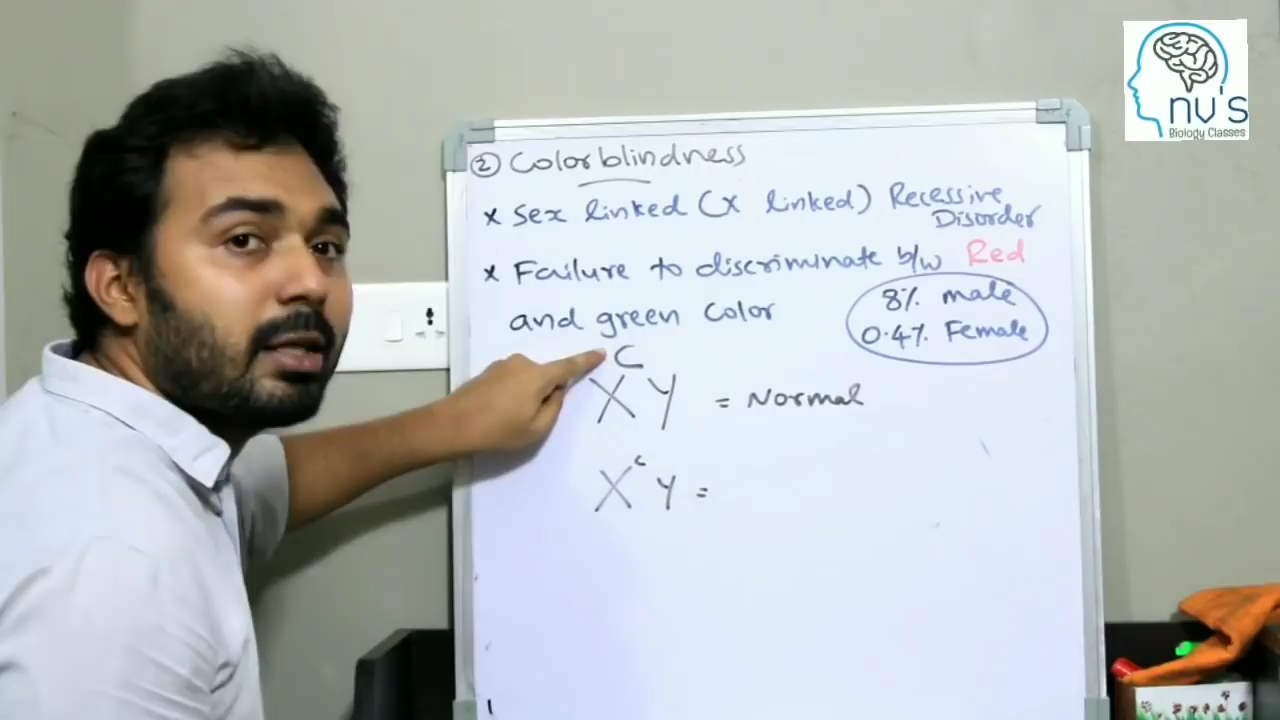 ② Colorblindness
x Sex linked (X linked) Recessive
Disorder
x Failure to discriminate b/w Red
and green color
8% male
0.4% Female
X^C Y = Normal
X^c Y =
nv's
Biology Classes